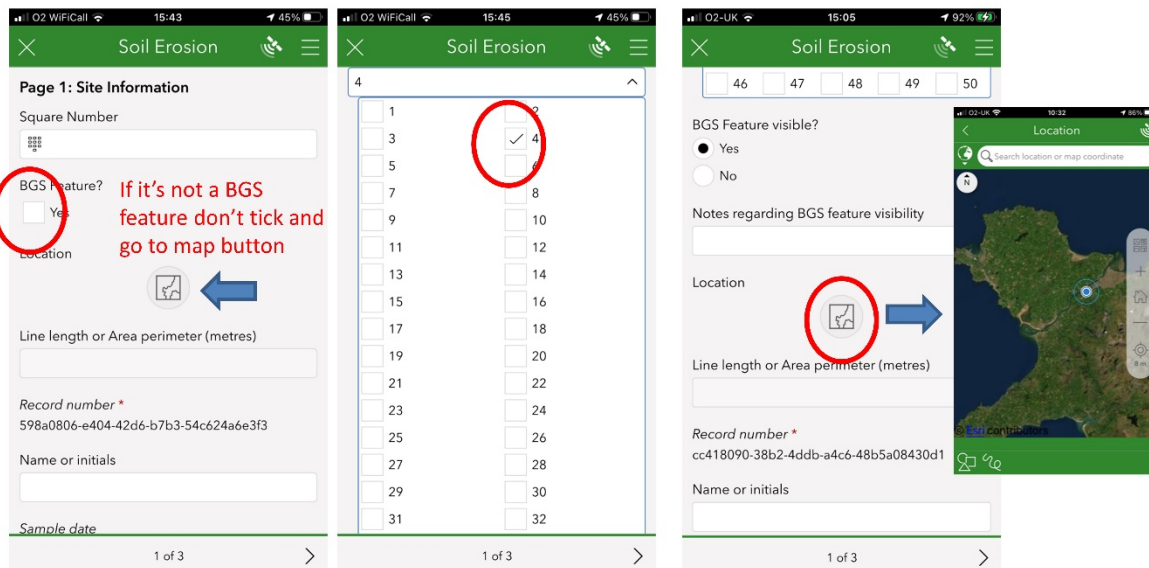 O2 WiFiCall 15:43 45%
Soil Erosion
Page 1: Site Information
Square Number
BGS Feature?
Yes
If it's not a BGS
feature don't tick and
go to map button
Location
Line length or Area perimeter (metres)
Record number *
598a0806-e404-42d6-b7b3-54c624a6e3f3
Name or initials
Sample date
1 of 3
O2 WiFiCall 15:45 45%
Soil Erosion
4
1 2
3 4
5 6
7 8
9 10
11 12
13 14
15 16
17 18
19 20
21 22
23 24
25 26
27 28
29 30
31 32
1 of 3
O2-UK 15:05 92%
Soil Erosion
46 47 48 49 50
BGS Feature visible?
Yes
No
Notes regarding BGS feature visibility
Location
Line length or Area perimeter (metres)
Record number *
cc418090-38b2-4ddb-a4c6-48b5a08430d1
Name or initials
1 of 3
O2-UK 10:32 86%
Location
Search location or map coordinate
N
8 m
© Esri contributors